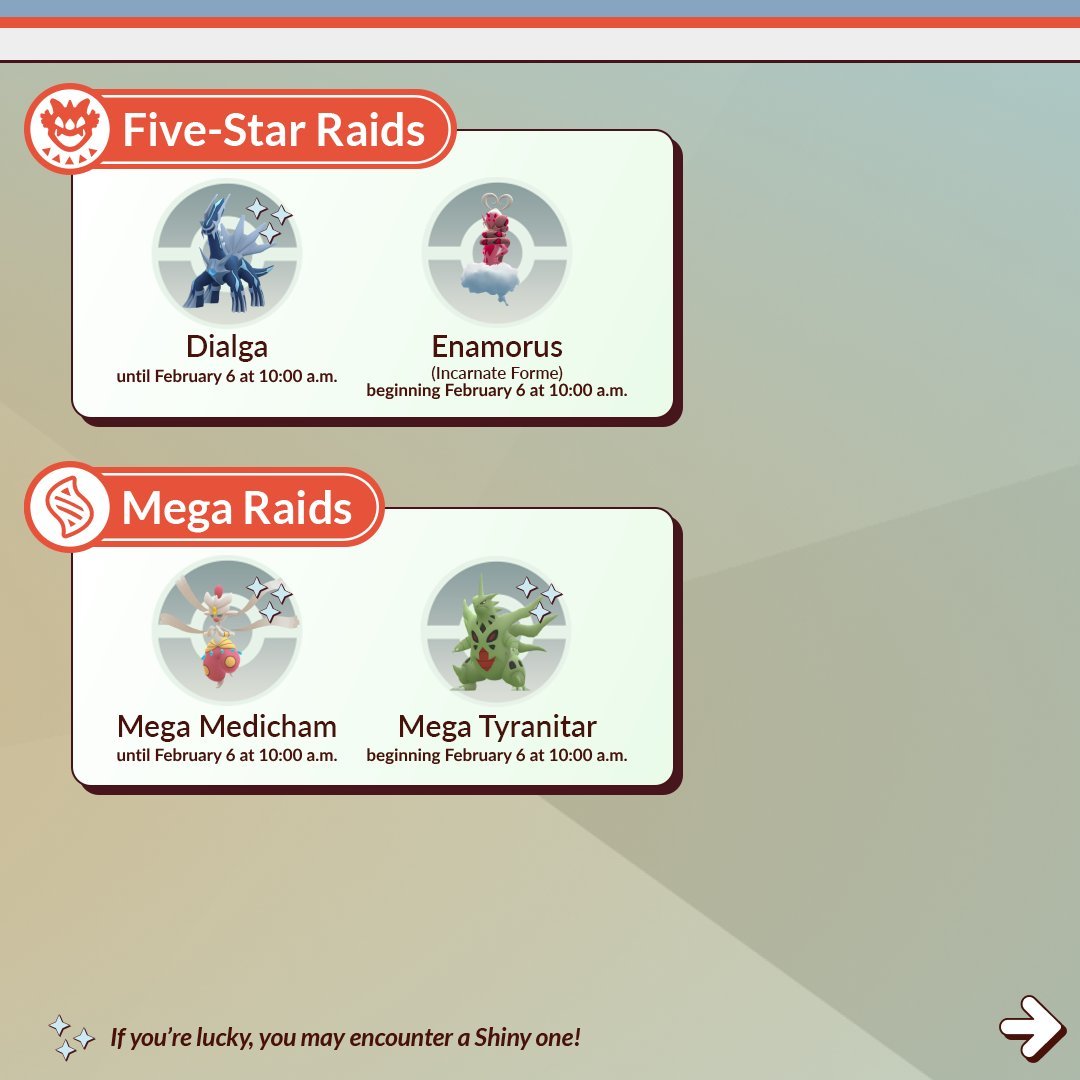 Five-Star Raids
Dialga
until February 6 at 10:00 a.m.
Enamorus
(Incarnate Forme)
beginning February 6 at 10:00 a.m.
Mega Raids
Mega Medicham
until February 6 at 10:00 a.m.
Mega Tyranitar
beginning February 6 at 10:00 a.m.
If you're lucky, you may encounter a Shiny one!